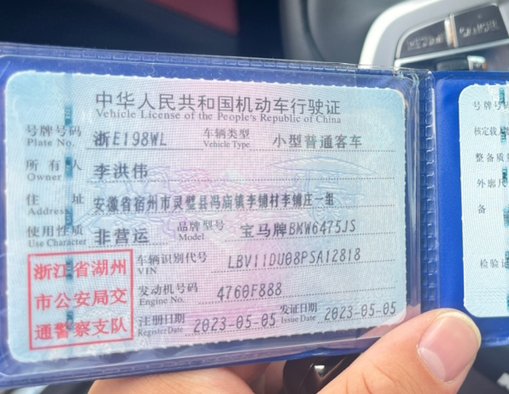 中华人民共和国机动车行驶证
Vehicle License of the People's Republic of China
号牌号码 Plate No. 浙E198WL 车辆类型 Vehicle Type 小型普通客车
所有人 Owner 李洪伟
住址 Address 安徽省宿州市灵璧县冯庙镇李铺村李铺庄一组
使用性质 Use Character 非营运 品牌型号 Model 宝马牌BMW6475JS
浙江省湖州
市公安局交
通警察支队
车辆识别代号 VIN LBV11DU08PSA12818
发动机号码 Engine No. 4760F888
注册日期 Register Date 2023-05-05 发证日期 Issue Date 2023-05-05
号牌号
核定载
整备质
外廓尺
备
检验记